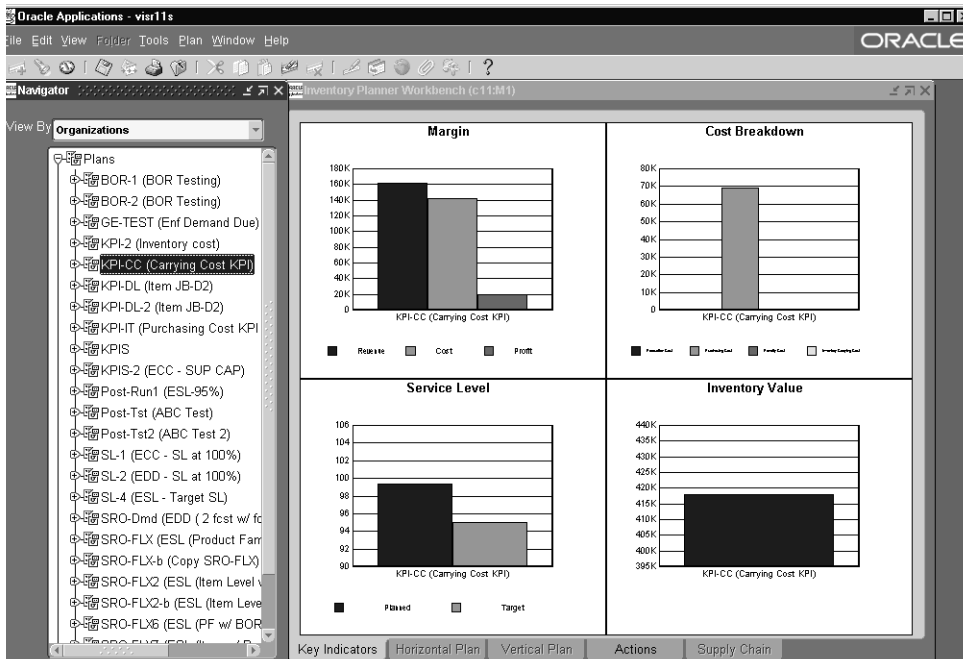 Oracle Applications - visr11s
File Edit View Folder Tools Plan Window Help
ORACLE
?
Navigator
Inventory Planner Workbench (c11:M1)
View By Organizations
Plans
BOR-1 (BOR Testing)
BOR-2 (BOR Testing)
GE-TEST (Enf Demand Due)
KPI-2 (Inventory cost)
KPI-CC (Carrying Cost KPI)
KPI-DL (Item JB-D2)
KPI-DL-2 (Item JB-D2)
KPI-IT (Purchasing Cost KPI
KPIS
KPIS-2 (ECC - SUP CAP)
Post-Run1 (ESL-95%)
Post-Tst (ABC Test)
Post-Tst2 (ABC Test 2)
SL-1 (ECC - SL at 100%)
SL-2 (EDD - SL at 100%)
SL-4 (ESL - Target SL)
SRO-Dmd (EDD ( 2 fcst w/ fc
SRO-FLX (ESL (Product Fam
SRO-FLX-b (Copy SRO-FLX)
SRO-FLX2 (ESL (Item Level
SRO-FLX2-b (ESL (Item Leve
SRO-FLX6 (ESL (PF w/ BOR
Margin
180K
160K
140K
120K
100K
80K
60K
40K
20K
0
KPI-CC (Carrying Cost KPI)
Revenue Cost Profit
Cost Breakdown
80K
70K
60K
50K
40K
30K
20K
10K
0
KPI-CC (Carrying Cost KPI)
Production Cost Purchasing Cost Penalty Cost Inventory Carrying Cost
Service Level
106
104
102
100
98
96
94
92
90
KPI-CC (Carrying Cost KPI)
Planned Target
Inventory Value
440K
435K
430K
425K
420K
415K
410K
405K
400K
395K
KPI-CC (Carrying Cost KPI)
Key Indicators Horizontal Plan Vertical Plan Actions Supply Chain